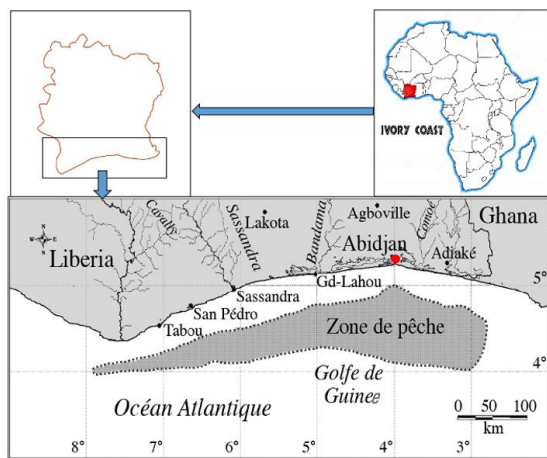 IVORY COAST
Liberia
Cavally
Sassandra
Lakota
Bandama
Agboville
Abidjan
Comoé
Ghana
Adiaké
Gd-Lahou
Sassandra
San Pédro
Tabou
5°
Zone de pêche
4°
Golfe de
Guinee
Océan Atlantique
0 50 100
km
8° 7° 6° 5° 4° 3°